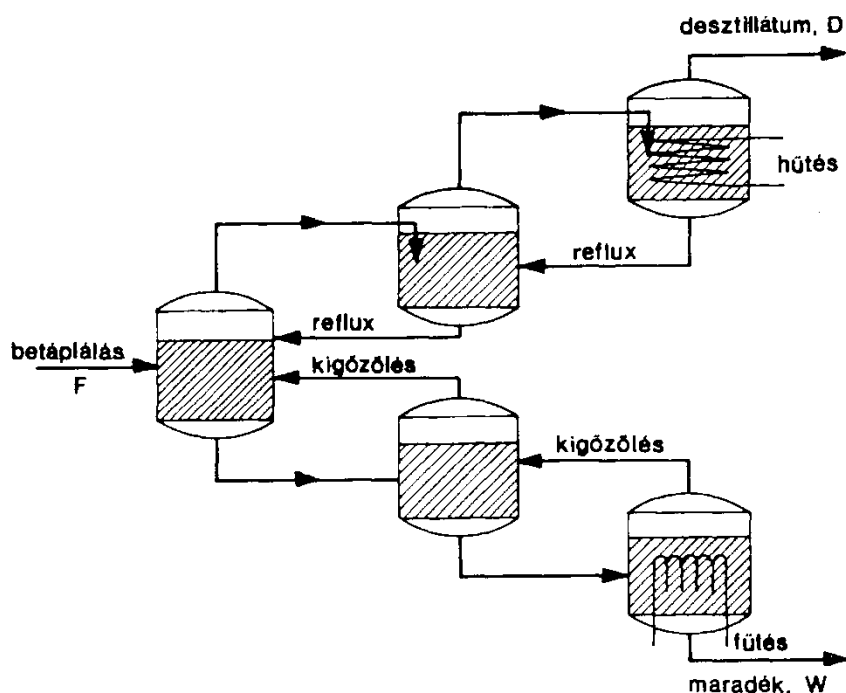 desztillátum, D
hűtés
reflux
reflux
betáplálás
F
kigőzölés
kigőzölés
fűtés
maradék, W